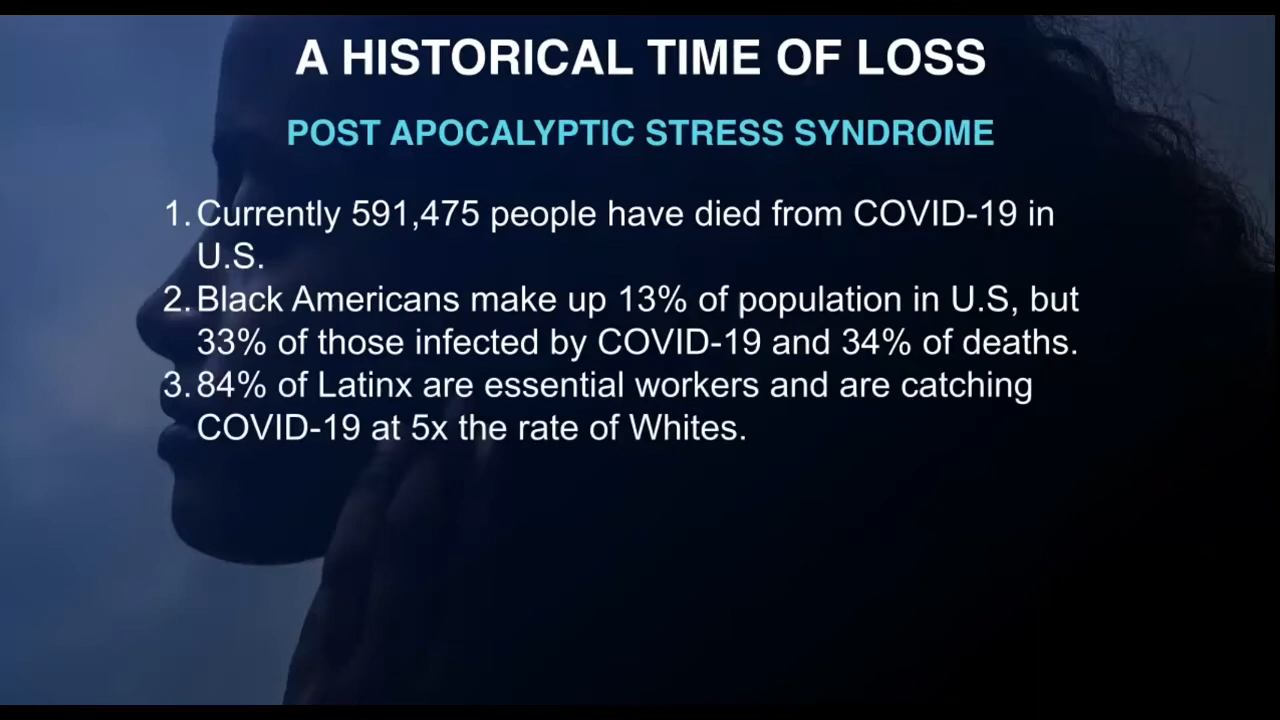 A HISTORICAL TIME OF LOSS
POST APOCALYPTIC STRESS SYNDROME
1. Currently 591,475 people have died from COVID-19 in
U.S.
2. Black Americans make up 13% of population in U.S, but
33% of those infected by COVID-19 and 34% of deaths.
3. 84% of Latinx are essential workers and are catching
COVID-19 at 5x the rate of Whites.